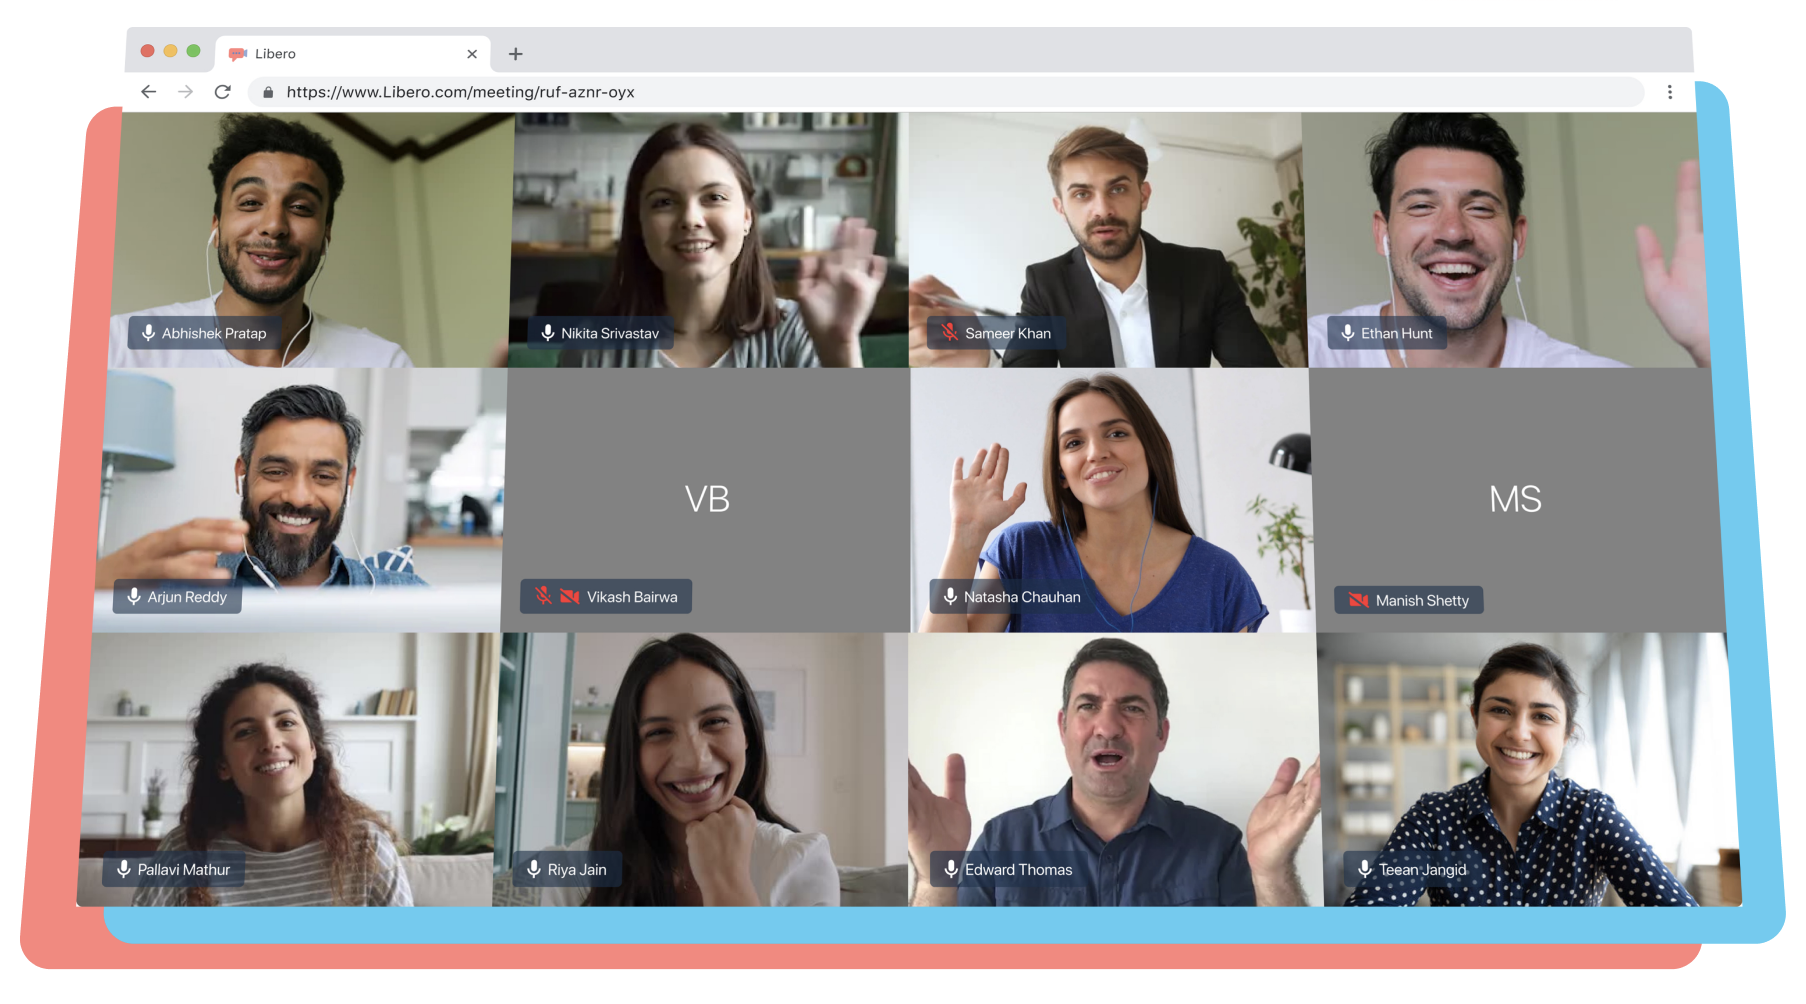 Libero
https://www.Libero.com/meeting/ruf-aznr-oyx
Abhishek Pratap
Nikita Srivastav
Sameer Khan
Ethan Hunt
Arjun Reddy
VB
Vikash Bairwa
Natasha Chauhan
MS
Manish Shetty
Pallavi Mathur
Riya Jain
Edward Thomas
Teean Jangid